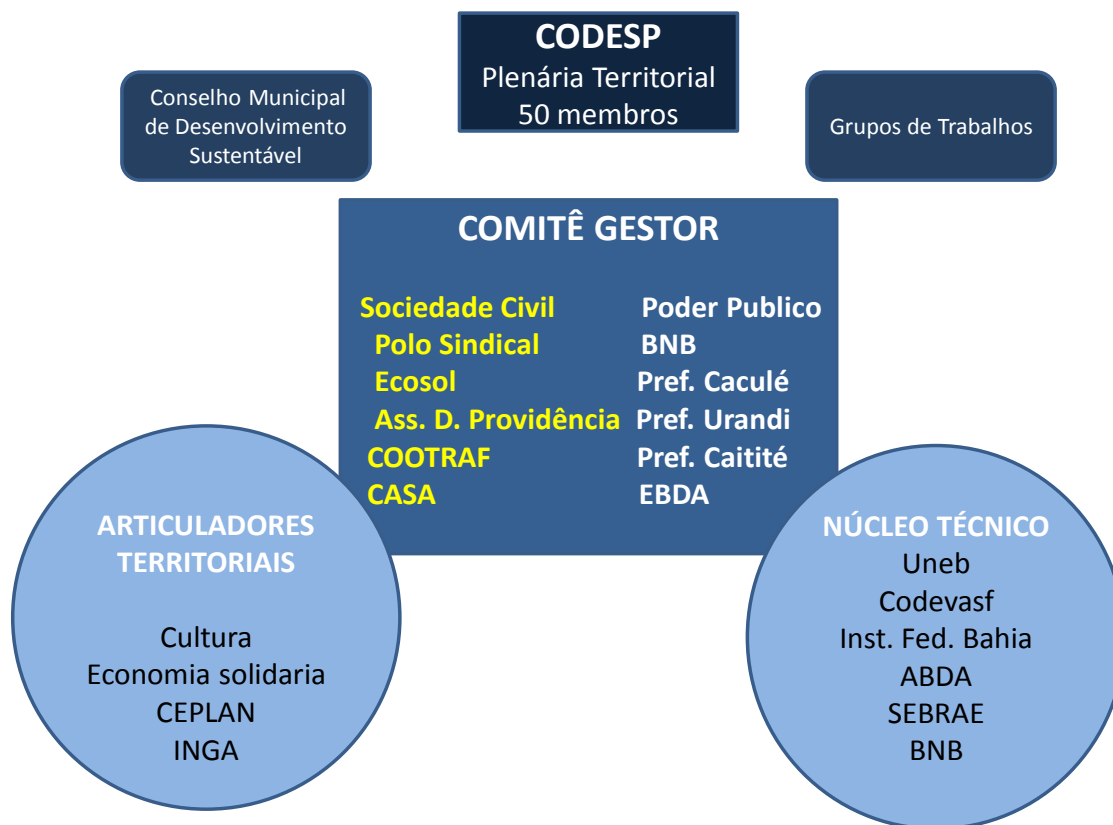 CODESP
Plenária Territorial
50 membros
Conselho Municipal
de Desenvolvimento
Sustentável
Grupos de Trabalhos
COMITÊ GESTOR
Sociedade Civil Poder Publico
Polo Sindical BNB
Ecosol Pref. Caculé
Ass. D. Providência Pref. Urandi
COOTRAF Pref. Caitité
CASA EBDA
ARTICULADORES
TERRITORIAIS
Cultura
Economia solidaria
CEPLAN
INGA
NÚCLEO TÉCNICO
Uneb
Codevasf
Inst. Fed. Bahia
ABDA
SEBRAE
BNB